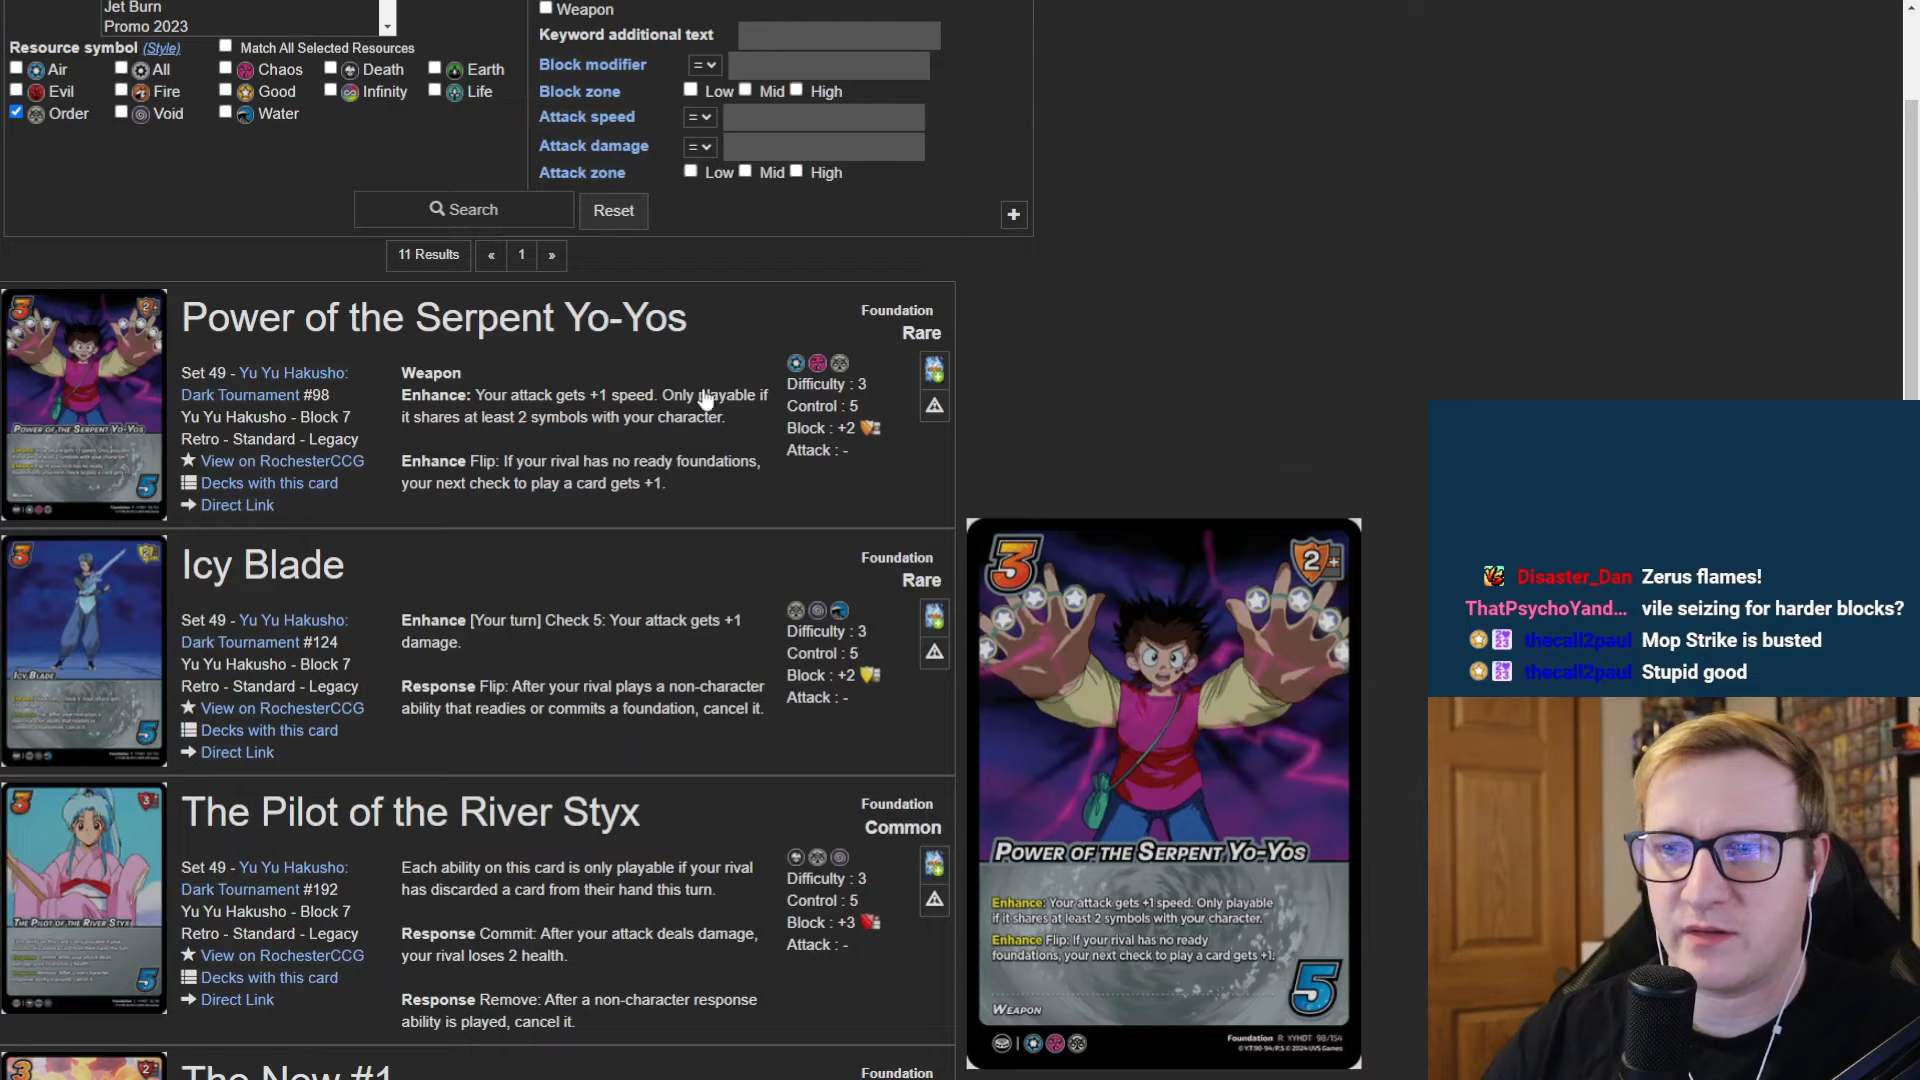 Jet Burn
Promo 2023
Resource symbol (Style)
Match All Selected Resources
Air
All
Chaos
Death
Earth
Evil
Fire
Good
Infinity
Life
Order
Void
Water
Weapon
Keyword additional text
Block modifier
=
Block zone
Low
Mid
High
Attack speed
=
Attack damage
=
Attack zone
Low
Mid
High
Search
Reset
+
11 Results
«
1
»
Power of the Serpent Yo-Yos
Foundation
Rare
Set 49 - Yu Yu Hakusho:
Dark Tournament #98
Yu Yu Hakusho - Block 7
Retro - Standard - Legacy
View on RochesterCCG
Decks with this card
Direct Link
Weapon
Enhance: Your attack gets +1 speed. Only playable if
it shares at least 2 symbols with your character.
Enhance Flip: If your rival has no ready foundations,
your next check to play a card gets +1.
Difficulty : 3
Control : 5
Block : +2
Attack : -
Icy Blade
Foundation
Rare
Set 49 - Yu Yu Hakusho:
Dark Tournament #124
Yu Yu Hakusho - Block 7
Retro - Standard - Legacy
View on RochesterCCG
Decks with this card
Direct Link
Enhance [Your turn] Check 5: Your attack gets +1
damage.
Response Flip: After your rival plays a non-character
ability that readies or commits a foundation, cancel it.
Difficulty : 3
Control : 5
Block : +2
Attack : -
The Pilot of the River Styx
Foundation
Common
Set 49 - Yu Yu Hakusho:
Dark Tournament #192
Yu Yu Hakusho - Block 7
Retro - Standard - Legacy
View on RochesterCCG
Decks with this card
Direct Link
Each ability on this card is only playable if your rival
has discarded a card from their hand this turn.
Response Commit: After your attack deals damage,
your rival loses 2 health.
Response Remove: After a non-character response
ability is played, cancel it.
Difficulty : 3
Control : 5
Block : +3
Attack : -
The New #1
Foundation
3
2+
Power of the Serpent Yo-Yos
Enhance: Your attack gets +1 speed. Only playable
if it shares at least 2 symbols with your character.
Enhance Flip: If your rival has no ready
foundations, your next check to play a card gets +1.
5
Weapon
Foundation R YYHDT 98/154
Disaster_Dan Zerus flames!
ThatPsychoYand... vile seizing for harder blocks?
thecall2paul Mop Strike is busted
thecall2paul Stupid good